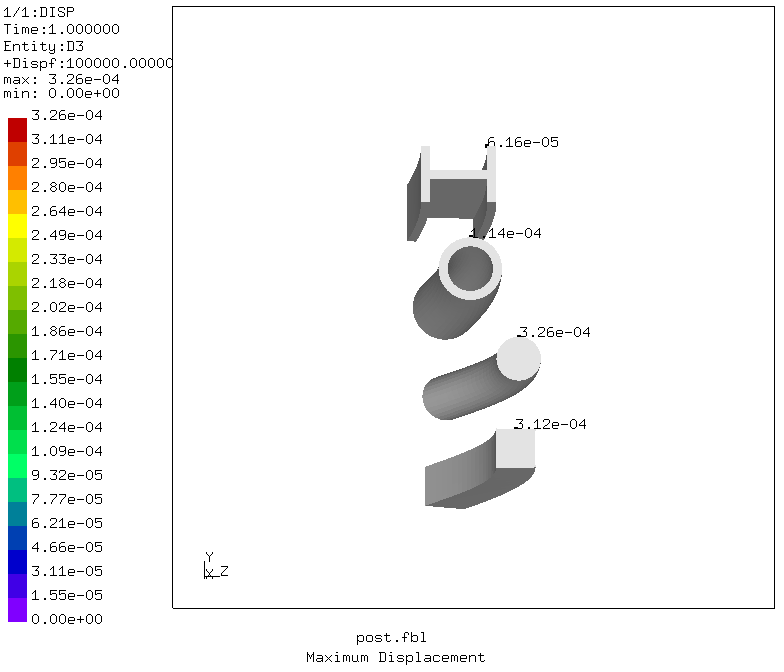 1/1:DISP
Time:1.000000
Entity:D3
+Dispf:100000.00000
max: 3.26e-04
min: 0.00e+00
3.26e-04
3.11e-04
2.95e-04
2.80e-04
2.64e-04
2.49e-04
2.33e-04
2.18e-04
2.02e-04
1.86e-04
1.71e-04
1.55e-04
1.40e-04
1.24e-04
1.09e-04
9.32e-05
7.77e-05
6.21e-05
4.66e-05
3.11e-05
1.55e-05
0.00e+00
6.16e-05
1.14e-04
3.26e-04
3.12e-04
Y
X Z
post.fbl
Maximum Displacement